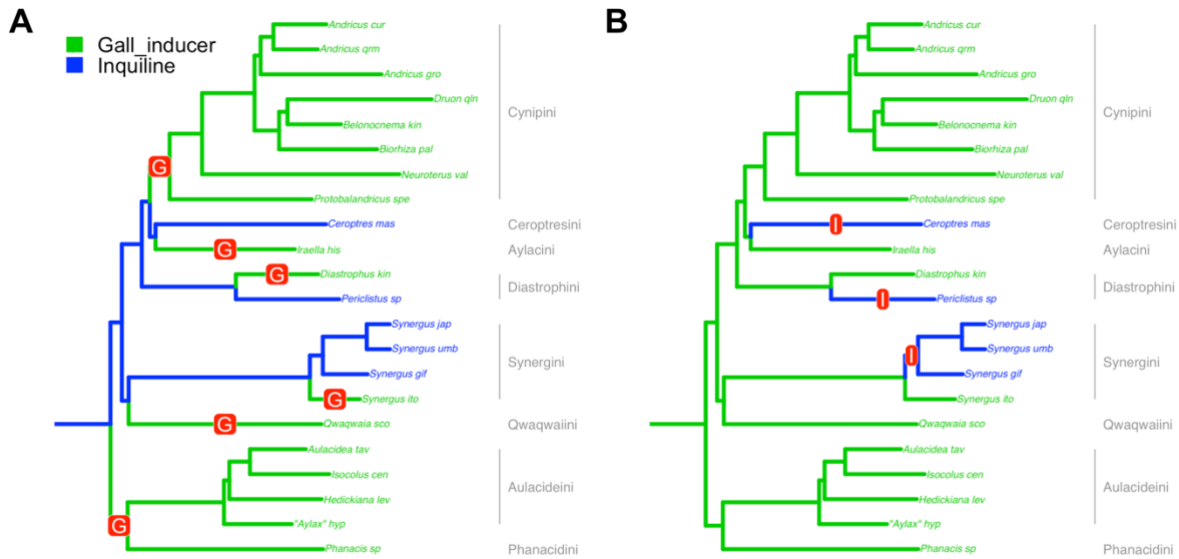 A
Gall_inducer
Inquiline
Andricus cur
Andricus qrm
Andricus gro
Druon qln
Belonocnema kin
Biorhiza pal
Neuroterus val
Protobalandricus spe
Ceroptres mas
Iraella his
Diastrophus kin
Periclistus sp
Synergus jap
Synergus umb
Synergus gif
Synergus ito
Qwaqwaia sco
Aulacidea tav
Isocolus cen
Hedickiana lev
"Aylax" hyp
Phanacis sp
G
G
G
G
G
G
Cynipini
Ceroptresini
Aylacini
Diastrophini
Synergini
Qwaqwaiini
Aulacideini
Phanacidini
B
Andricus cur
Andricus qrm
Andricus gro
Druon qln
Belonocnema kin
Biorhiza pal
Neuroterus val
Protobalandricus spe
Ceroptres mas
Iraella his
Diastrophus kin
Periclistus sp
Synergus jap
Synergus umb
Synergus gif
Synergus ito
Qwaqwaia sco
Aulacidea tav
Isocolus cen
Hedickiana lev
"Aylax" hyp
Phanacis sp
I
I
I
Cynipini
Ceroptresini
Aylacini
Diastrophini
Synergini
Qwaqwaiini
Aulacideini
Phanacidini